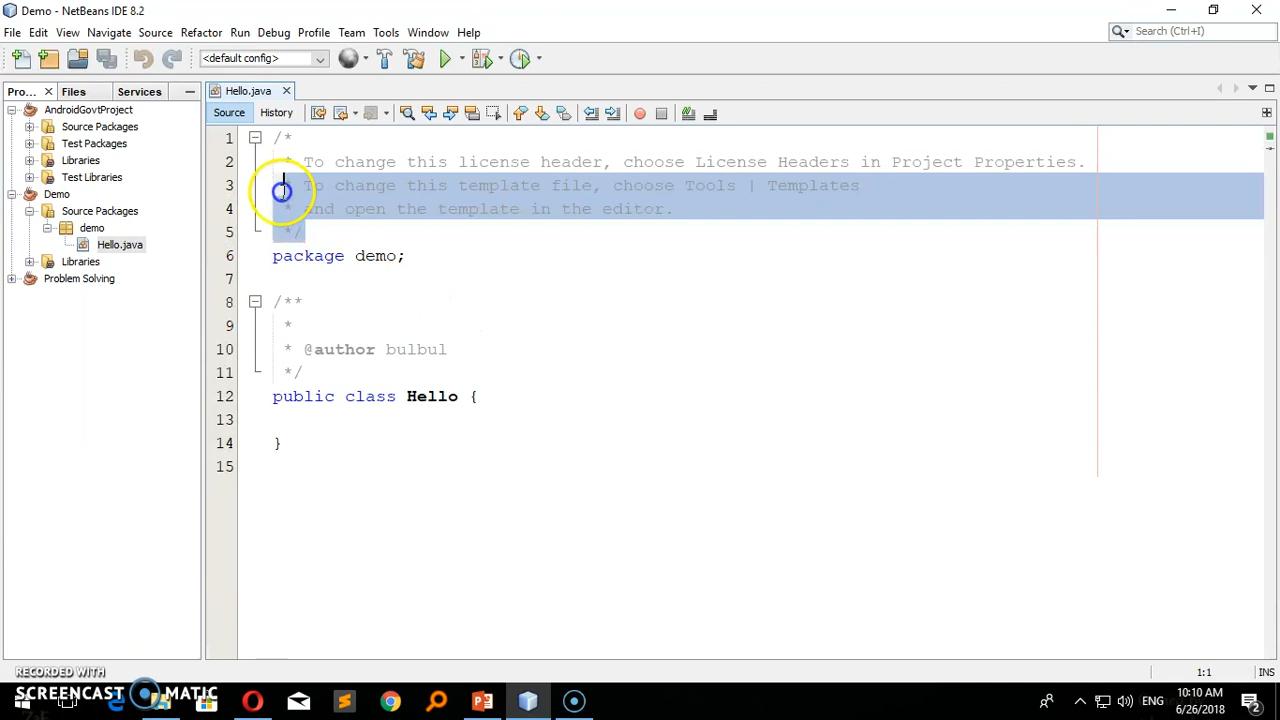 Demo - NetBeans IDE 8.2
File Edit View Navigate Source Refactor Run Debug Profile Team Tools Window Help
Search (Ctrl+I)
<default config>
Pro... Files Services
Hello.java
Source History
AndroidGovtProject
Source Packages
Test Packages
Libraries
Test Libraries
Demo
Source Packages
demo
Hello.java
Libraries
Problem Solving
1 /*
2 * To change this license header, choose License Headers in Project Properties.
3 * To change this template file, choose Tools | Templates
4 * and open the template in the editor.
5 */
6 package demo;
7
8 /**
9 *
10 * @author bulbul
11 */
12 public class Hello {
13
14 }
15
1:1 INS
RECORDED WITH
SCREENCAST MATIC
ENG
10:10 AM
6/26/2018
2